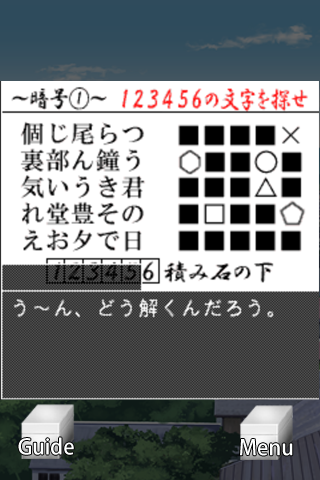 ～暗号①～ 123456の文字を探せ
個じ尾らつ ■■■■×
裏部ん鐘う ⬡■■○■
気いうき君 ■■■△■
れ堂豊その ■□■■⬠
えお夕で日 ■■■■■
123456 積み石の下
う～ん、どう解くんだろう。
Guide Menu